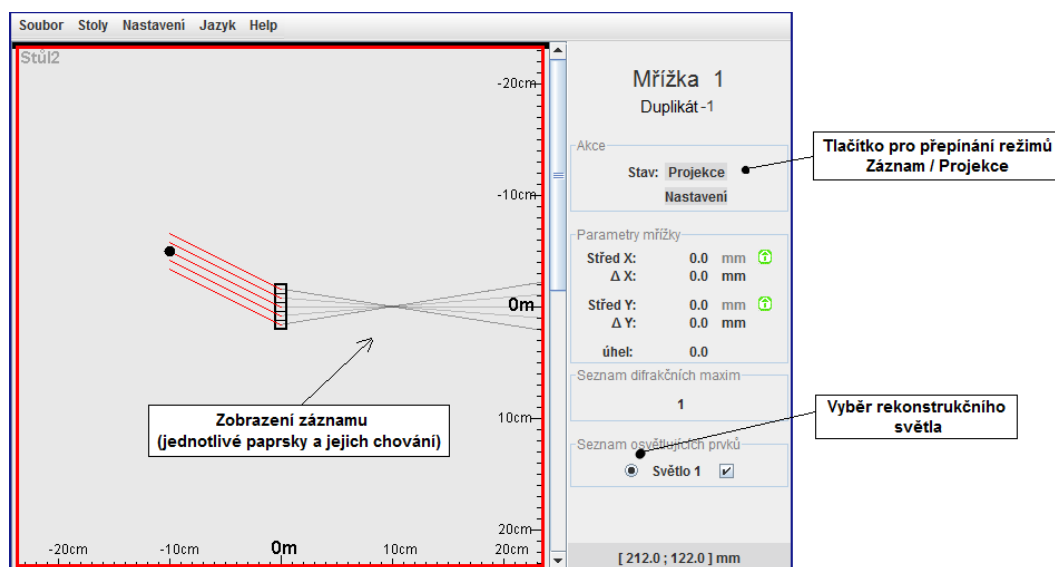 Soubor Stoly Nastavení Jazyk Help
Stůl2
-20cm
-10cm
0m
10cm
20cm
-20cm -10cm 0m 10cm 20cm
Zobrazení záznamu
(jednotlivé paprsky a jejich chování)
Mřížka 1
Duplikát-1
Akce
Stav: Projekce
Nastavení
Parametry mřížky
Střed X: 0.0 mm
Δ X: 0.0 mm
Střed Y: 0.0 mm
Δ Y: 0.0 mm
úhel: 0.0
Seznam difrakčních maxim
1
Seznam osvětlujících prvků
Světlo 1
[ 212.0 ; 122.0 ] mm
Tlačítko pro přepínání režimů
Záznam / Projekce
Vyběr rekonstrukčního
světla